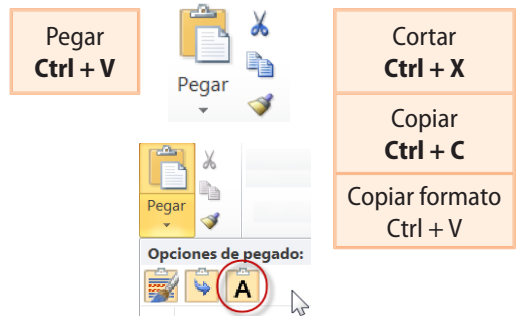 Pegar
Ctrl + V
Pegar
Cortar
Ctrl + X
Copiar
Ctrl + C
Copiar formato
Ctrl + V
Pegar
Opciones de pegado:
A